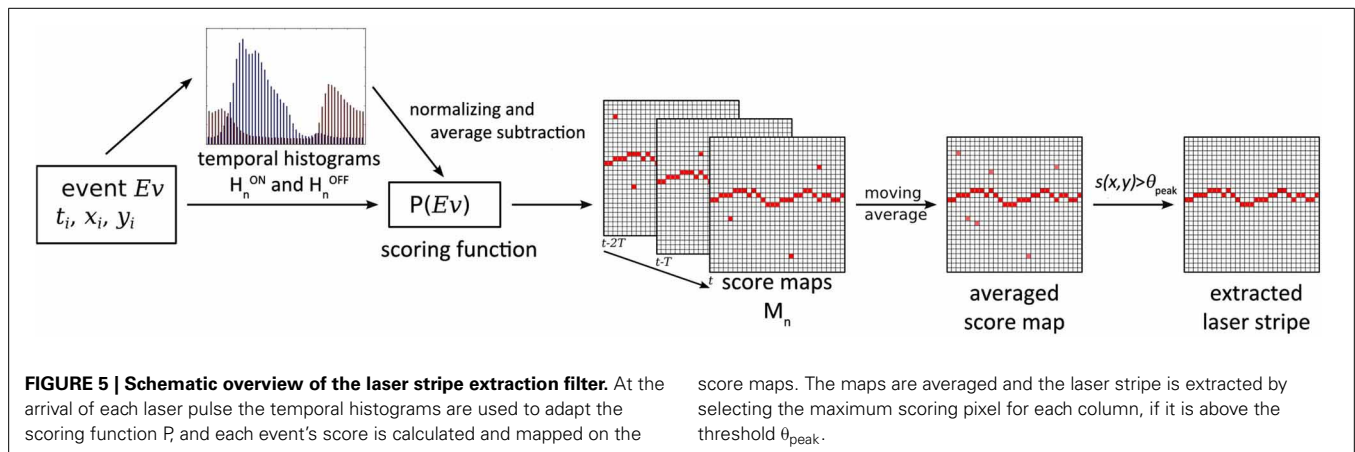 temporal histograms
H_n^ON and H_n^OFF
normalizing and
average subtraction
event Ev
t_i, x_i, y_i
P(Ev)
scoring function
t-2T
t-T
t
score maps
M_n
moving
average
averaged
score map
s(x,y)>θ_peak
extracted
laser stripe
FIGURE 5 | Schematic overview of the laser stripe extraction filter. At the
arrival of each laser pulse the temporal histograms are used to adapt the
scoring function P, and each event's score is calculated and mapped on the
score maps. The maps are averaged and the laser stripe is extracted by
selecting the maximum scoring pixel for each column, if it is above the
threshold θ_peak.